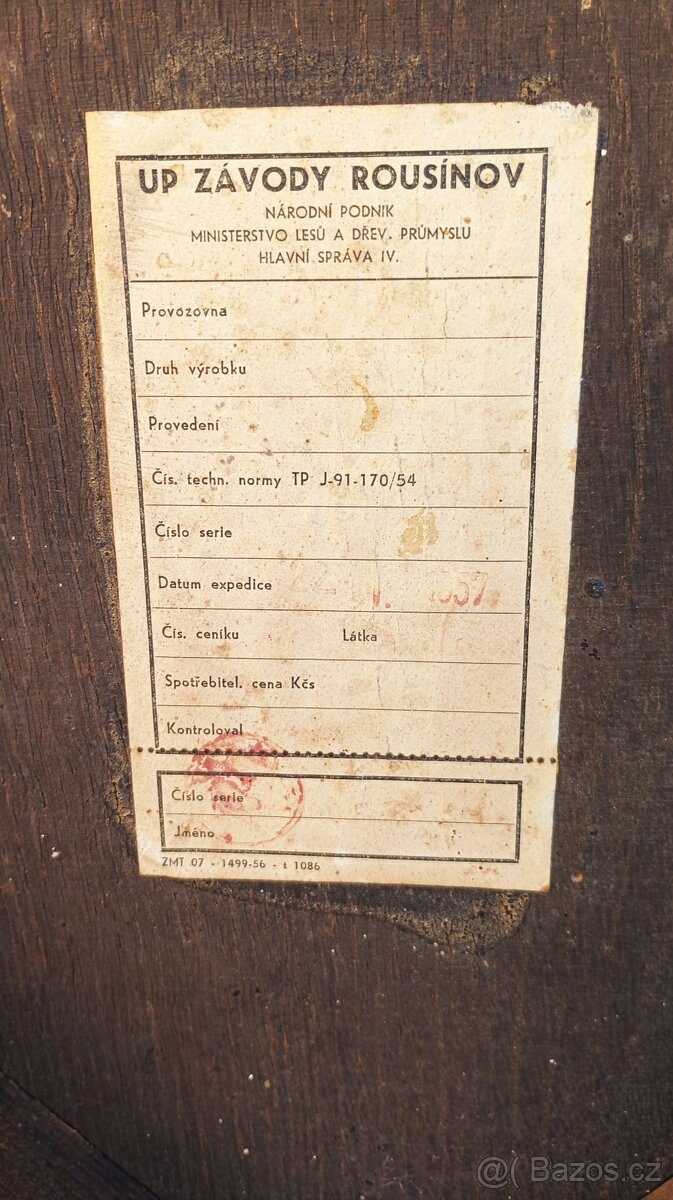 UP ZÁVODY ROUSÍNOV
NÁRODNÍ PODNIK
MINISTERSTVO LESŮ A DŘEV. PRŮMYSLU
HLAVNÍ SPRÁVA IV.
Provozovna
Druh výrobku
Provedení
Čís. techn. normy TP J-91-170/54
Číslo serie
Datum expedice
Čís. ceníku Látka
Spotřebitel. cena Kčs
Kontroloval
Číslo serie
Jméno
ZMT 07 - 1499-56 - t 1086
@( Bazos.cz